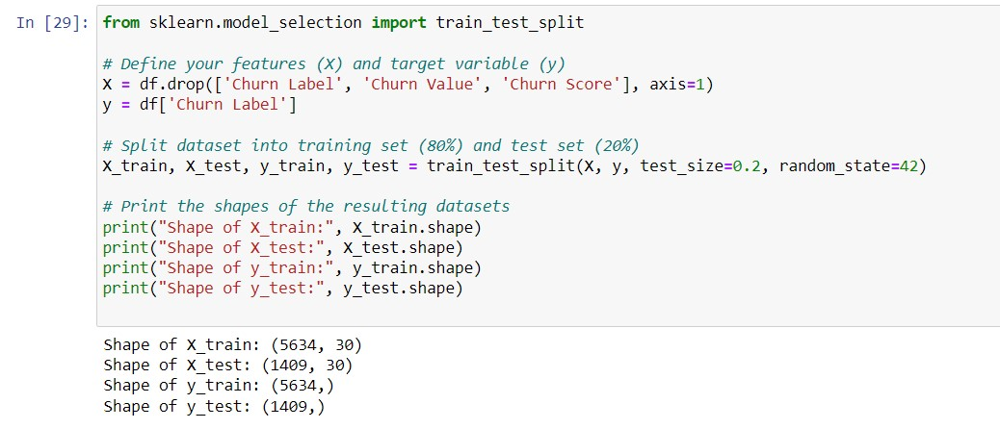 In [29]: from sklearn.model_selection import train_test_split
# Define your features (X) and target variable (y)
X = df.drop(['Churn Label', 'Churn Value', 'Churn Score'], axis=1)
y = df['Churn Label']
# Split dataset into training set (80%) and test set (20%)
X_train, X_test, y_train, y_test = train_test_split(X, y, test_size=0.2, random_state=42)
# Print the shapes of the resulting datasets
print("Shape of X_train:", X_train.shape)
print("Shape of X_test:", X_test.shape)
print("Shape of y_train:", y_train.shape)
print("Shape of y_test:", y_test.shape)
Shape of X_train: (5634, 30)
Shape of X_test: (1409, 30)
Shape of y_train: (5634,)
Shape of y_test: (1409,)